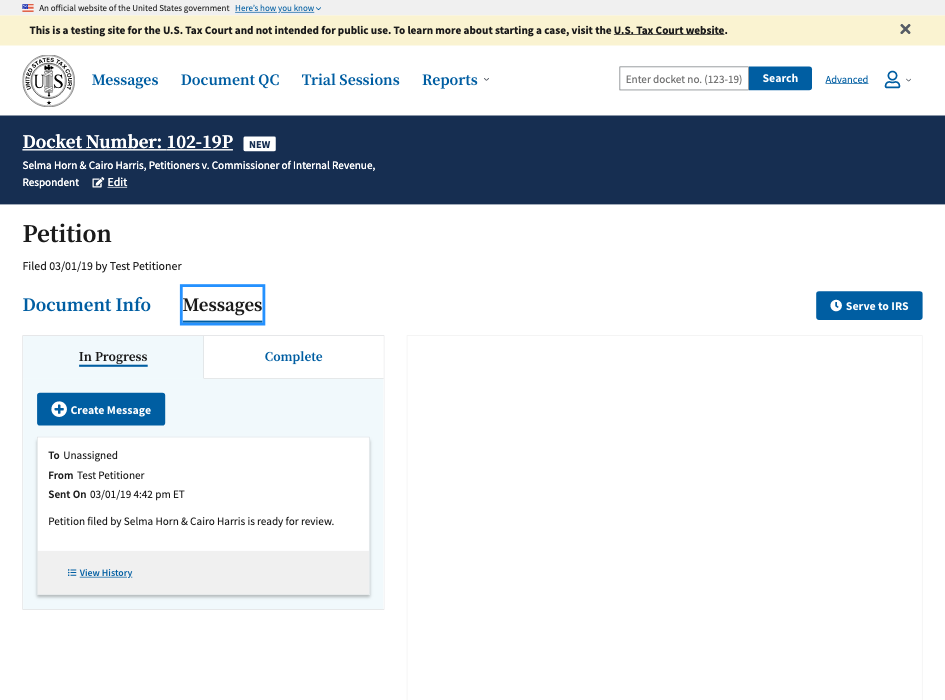 An official website of the United States government Here's how you know
This is a testing site for the U.S. Tax Court and not intended for public use. To learn more about starting a case, visit the U.S. Tax Court website.
UNITED STATES TAX COURT
US
Messages Document QC Trial Sessions Reports
Enter docket no. (123-19) Search Advanced
Docket Number: 102-19P NEW
Selma Horn & Cairo Harris, Petitioners v. Commissioner of Internal Revenue,
Respondent Edit
Petition
Filed 03/01/19 by Test Petitioner
Document Info Messages
Serve to IRS
In Progress Complete
Create Message
To Unassigned
From Test Petitioner
Sent On 03/01/19 4:42 pm ET
Petition filed by Selma Horn & Cairo Harris is ready for review.
View History